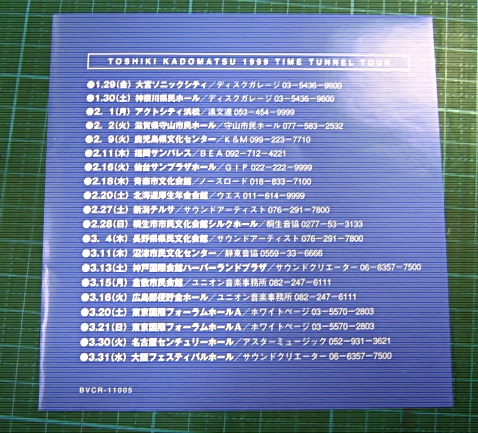 TOSHIKI KADOMATSU 1999 TIME TUNNEL TOUR
●1.29(金) 大宮ソニックシティ／ディスクガレージ 03-5436-9600
●1.30(土) 神奈川県民ホール／ディスクガレージ 03-5436-9600
●2. 1(月) アクトシティ浜松／遠文連 053-454-9999
●2. 2(火) 滋賀県守山市民ホール／守山市民ホール 077-583-2532
●2. 9(火) 鹿児島県文化センター／K&M 099-223-7710
●2.11(木) 福岡サンパレス／BEA 092-712-4221
●2.16(火) 仙台サンプラザホール／GIP 022-222-9999
●2.18(木) 青森市文化会館／ノースロード 018-833-7100
●2.20(土) 北海道厚生年金会館／ウエス 011-614-9999
●2.27(土) 新潟テルサ／サウンドアーティスト 076-291-7800
●2.28(日) 桐生市市民文化会館シルクホール／桐生音協 0277-53-3133
●3. 4(木) 長野県県民文化会館／サウンドアーティスト 076-291-7800
●3.11(木) 沼津市民文化センター／静東音協 0559-33-6666
●3.13(土) 神戸国際会館ハーバーランドプラザ／サウンドクリエーター 06-6357-7500
●3.15(月) 倉敷市民会館／ユニオン音楽事務所 082-247-6111
●3.16(火) 広島郵便貯金ホール／ユニオン音楽事務所 082-247-6111
●3.20(土) 東京国際フォーラムホールA／ホワイトページ 03-5570-2803
●3.21(日) 東京国際フォーラムホールA／ホワイトページ 03-5570-2803
●3.30(火) 名古屋センチュリーホール／アスターミュージック 052-931-3621
●3.31(水) 大阪フェスティバルホール／サウンドクリエーター 06-6357-7500
BVCR-11005